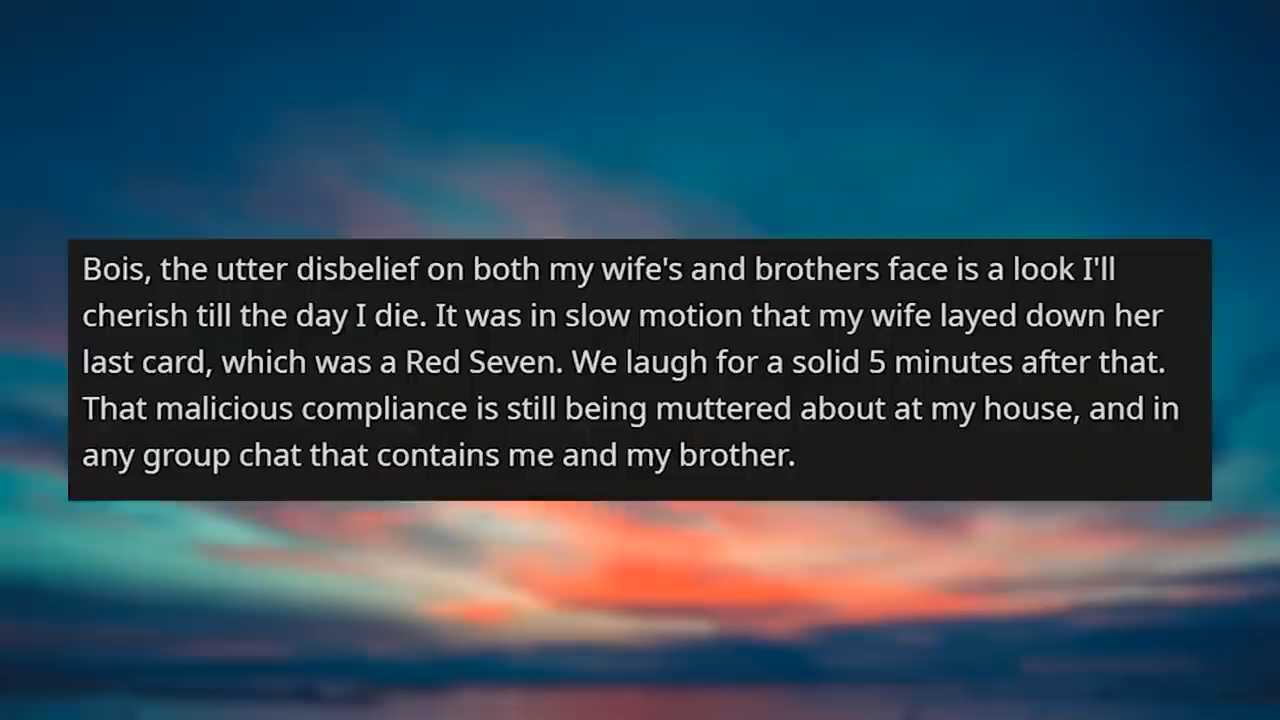 Bois, the utter disbelief on both my wife's and brothers face is a look I'll
cherish till the day I die. It was in slow motion that my wife layed down her
last card, which was a Red Seven. We laugh for a solid 5 minutes after that.
That malicious compliance is still being muttered about at my house, and in
any group chat that contains me and my brother.